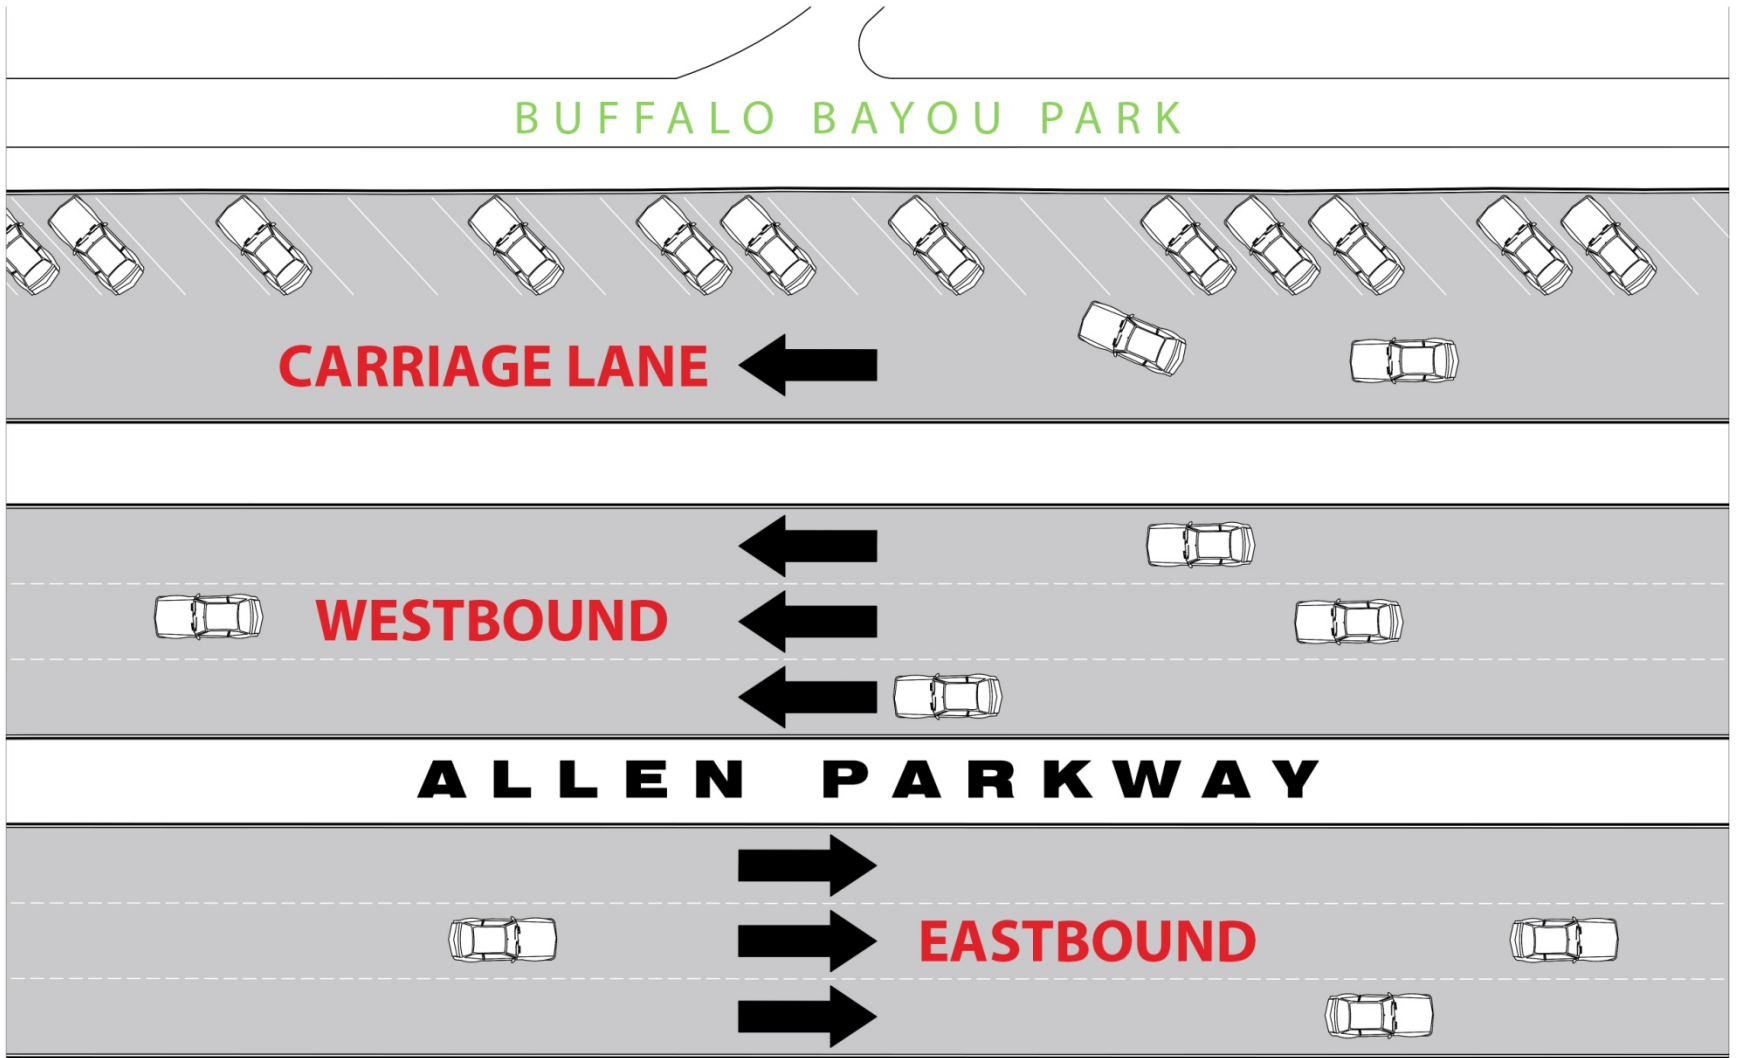 BUFFALO BAYOU PARK
CARRIAGE LANE
WESTBOUND
ALLEN PARKWAY
EASTBOUND